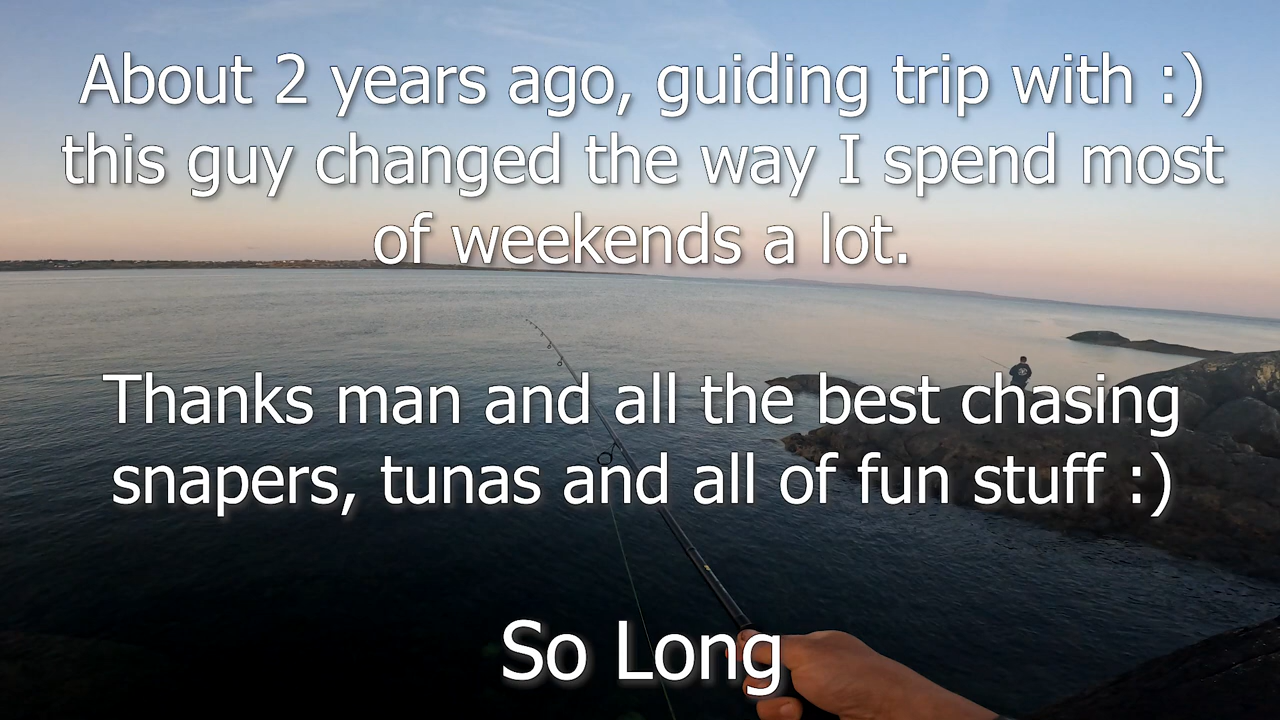 About 2 years ago, guiding trip with :)
this guy changed the way I spend most
of weekends a lot.
Thanks man and all the best chasing
snapers, tunas and all of fun stuff :)
So Long